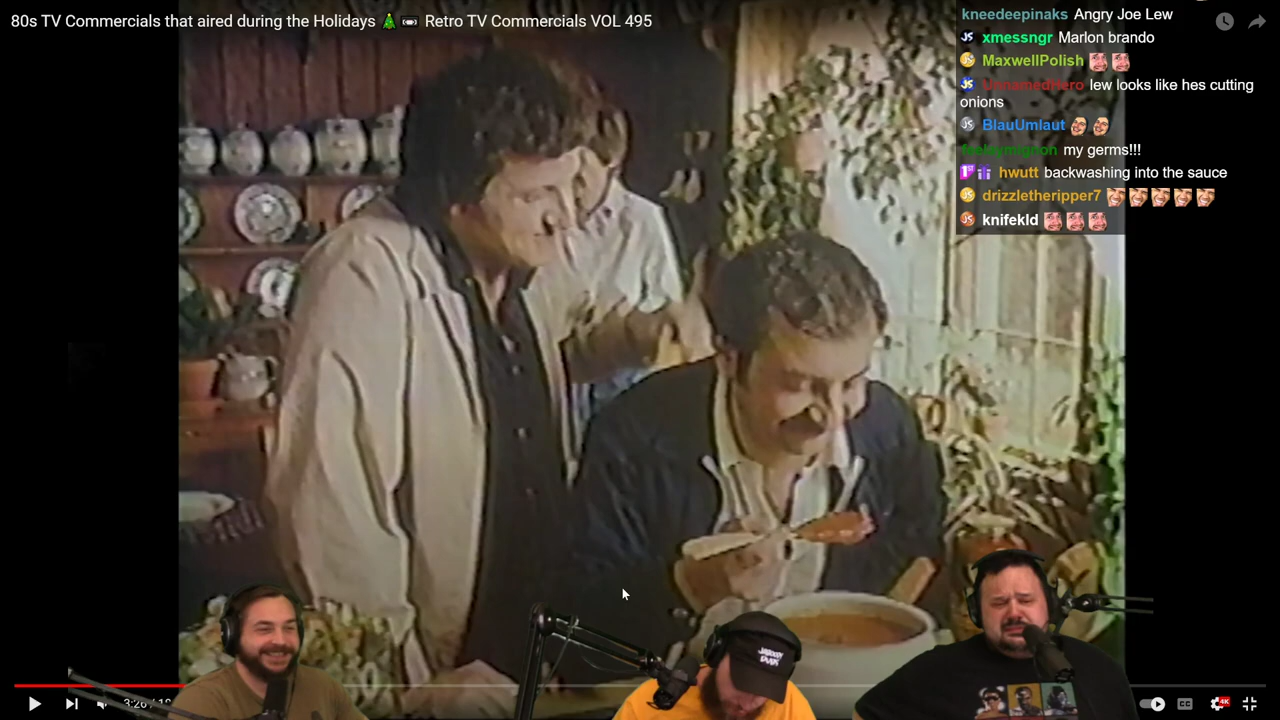 80s TV Commercials that aired during the Holidays 🎄📼 Retro TV Commercials VOL 495
kneedeepinaks Angry Joe Lew
xmessngr Marlon brando
MaxwellPolish
UnnamedHero lew looks like hes cutting
onions
BlauUmlaut
my germs!!!
hwutt backwashing into the sauce
drizzletheripper7
knifekld